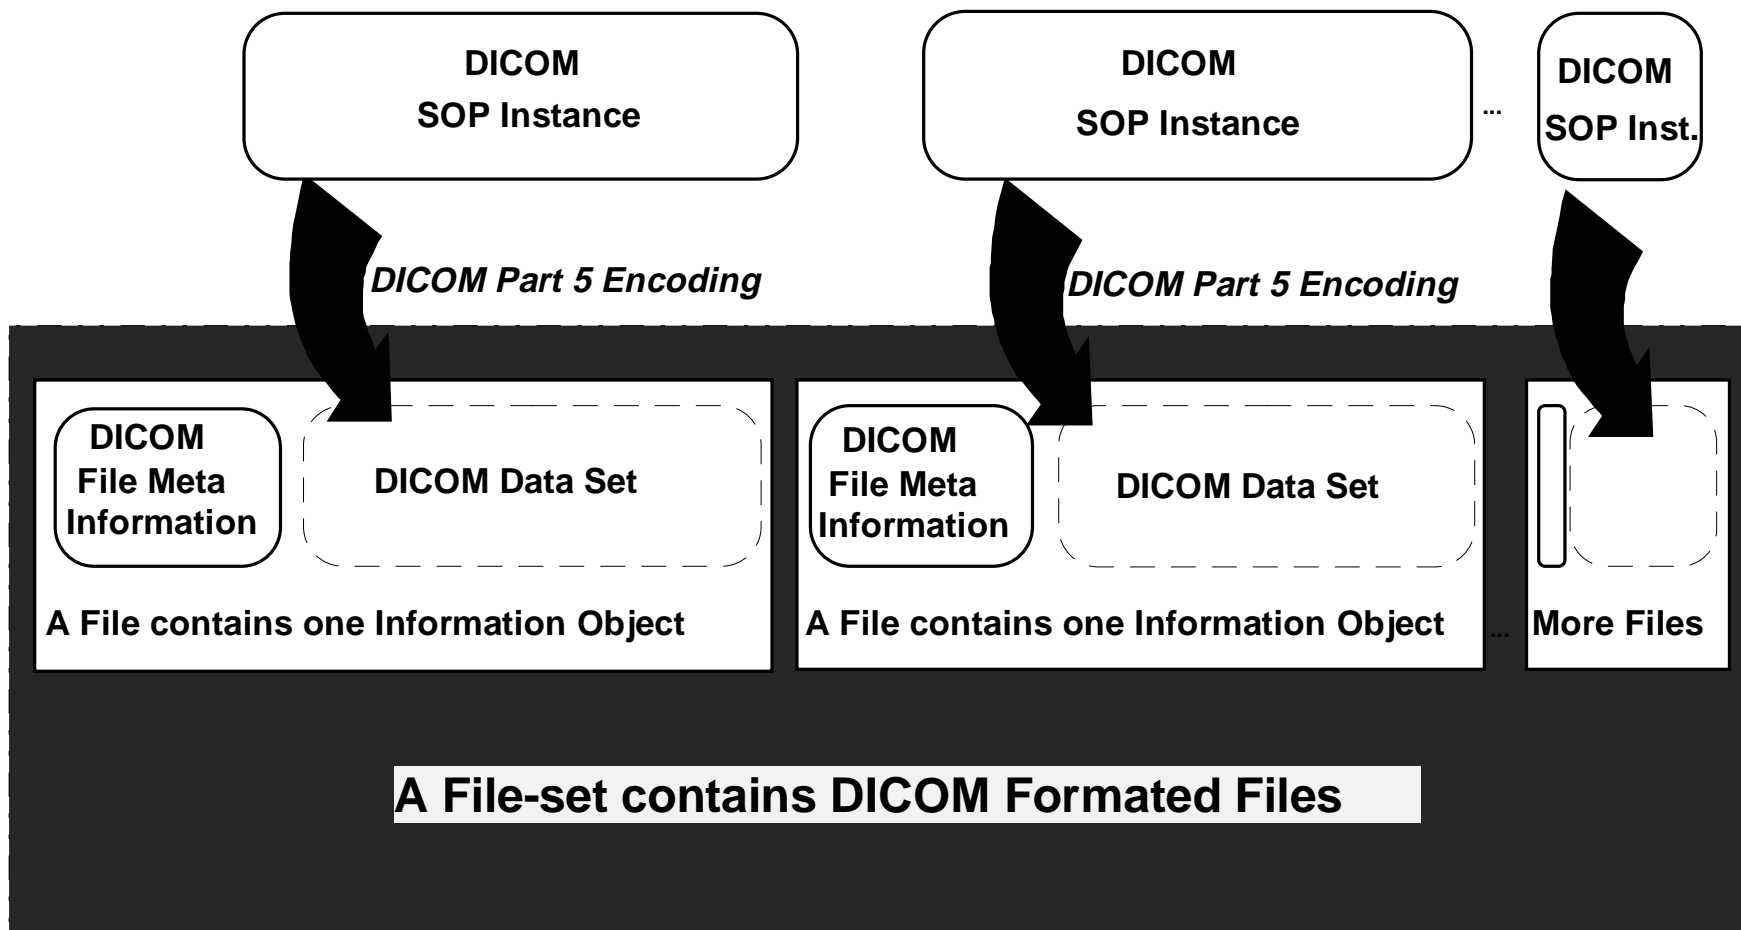 DICOM
SOP Instance
DICOM
SOP Instance
...
DICOM
SOP Inst.
DICOM Part 5 Encoding
DICOM Part 5 Encoding
DICOM
File Meta
Information
DICOM Data Set
A File contains one Information Object
DICOM
File Meta
Information
DICOM Data Set
A File contains one Information Object
...
More Files
A File-set contains DICOM Formated Files